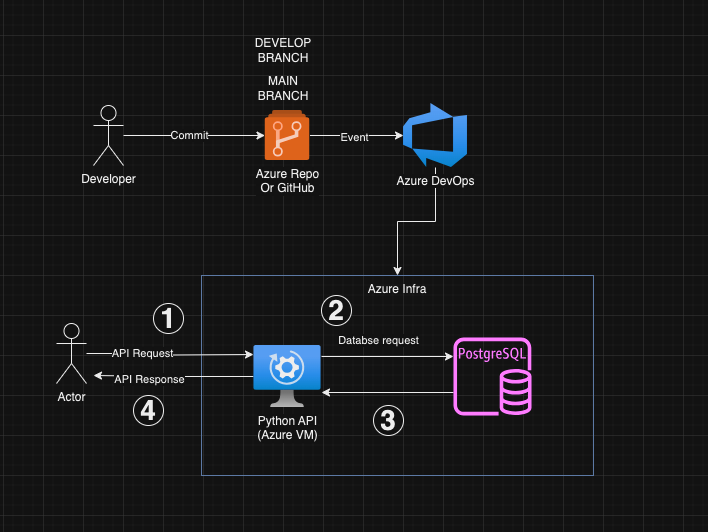 DEVELOP
BRANCH
MAIN
BRANCH
Commit
Event
Developer
Azure Repo
Or GitHub
Azure DevOps
Azure Infra
1
2
API Request
Databse request
PostgreSQL
API Response
Actor
4
3
Python API
(Azure VM)